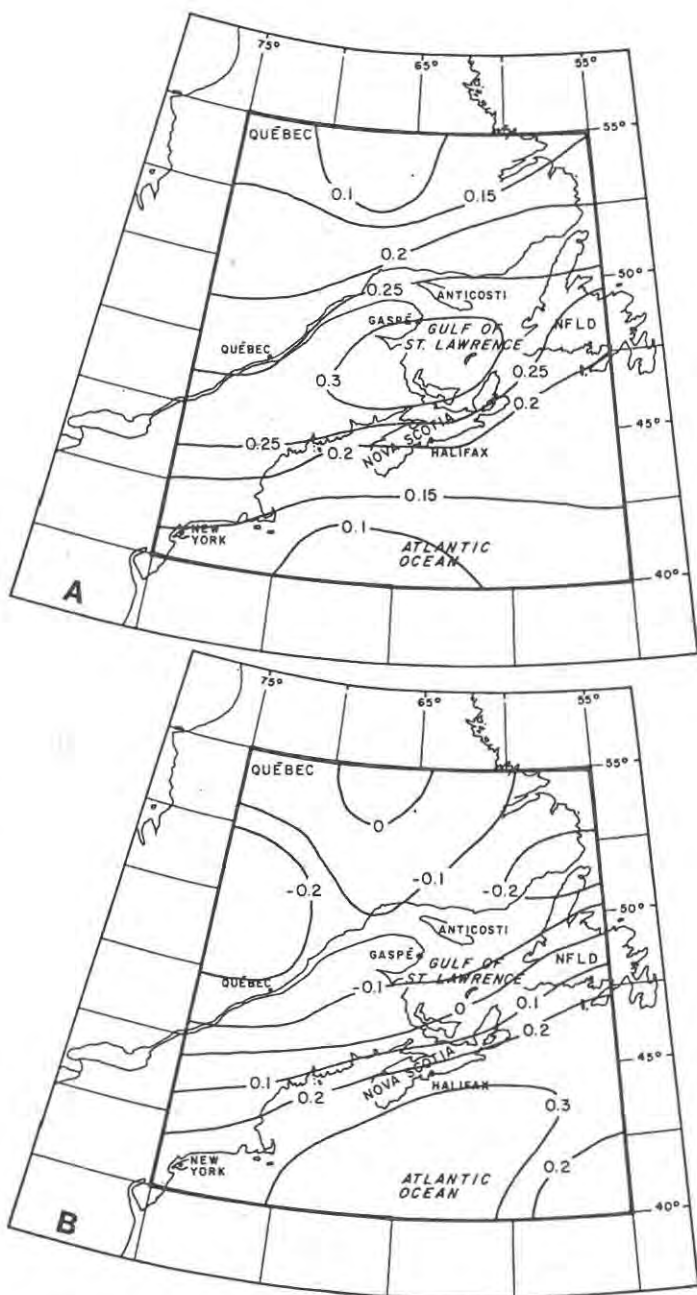 75°
65°
55°
QUÉBEC
55°
0.1
0.15
0.2
50°
0.25
ANTICOSTI
GASPÉ
GULF OF
ST. LAWRENCE
NFLD
QUÉBEC
0.3
0.25
0.2
45°
0.25
0.2
NOVA SCOTIA
HALIFAX
0.15
NEW
YORK
0.1
ATLANTIC
OCEAN
40°
A
75°
65°
55°
QUÉBEC
55°
0
-0.1
-0.2
-0.2
50°
ANTICOSTI
GASPÉ
GULF OF
ST. LAWRENCE
NFLD
QUÉBEC
-0.1
0
0.1
0.2
45°
0.1
0.2
NOVA SCOTIA
HALIFAX
0.3
NEW
YORK
0.2
ATLANTIC
OCEAN
40°
B